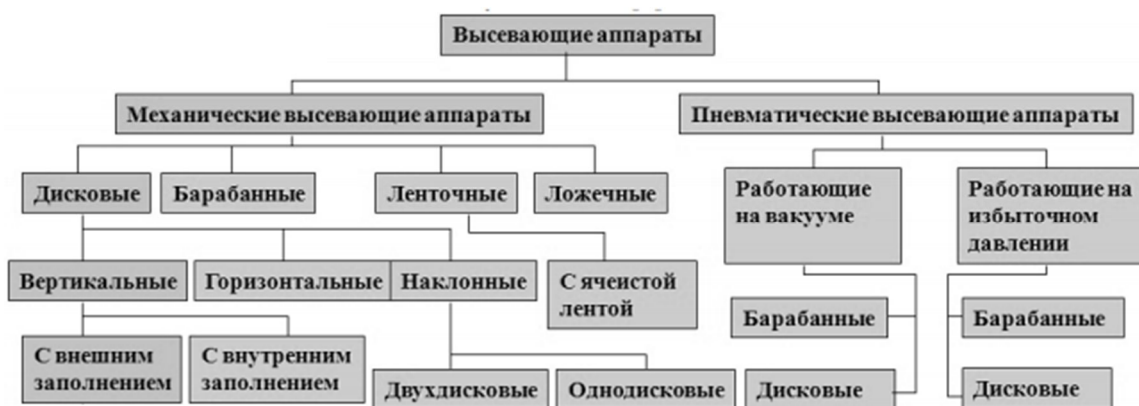 Высевающие аппараты
Механические высевающие аппараты
Пневматические высевающие аппараты
Дисковые
Барабанные
Ленточные
Ложечные
Работающие
на вакууме
Работающие на
избыточном
давлении
Вертикальные
Горизонтальные
Наклонные
С ячеистой
лентой
Барабанные
Барабанные
С внешним
заполнением
С внутренним
заполнением
Двухдисковые
Однодисковые
Дисковые
Дисковые